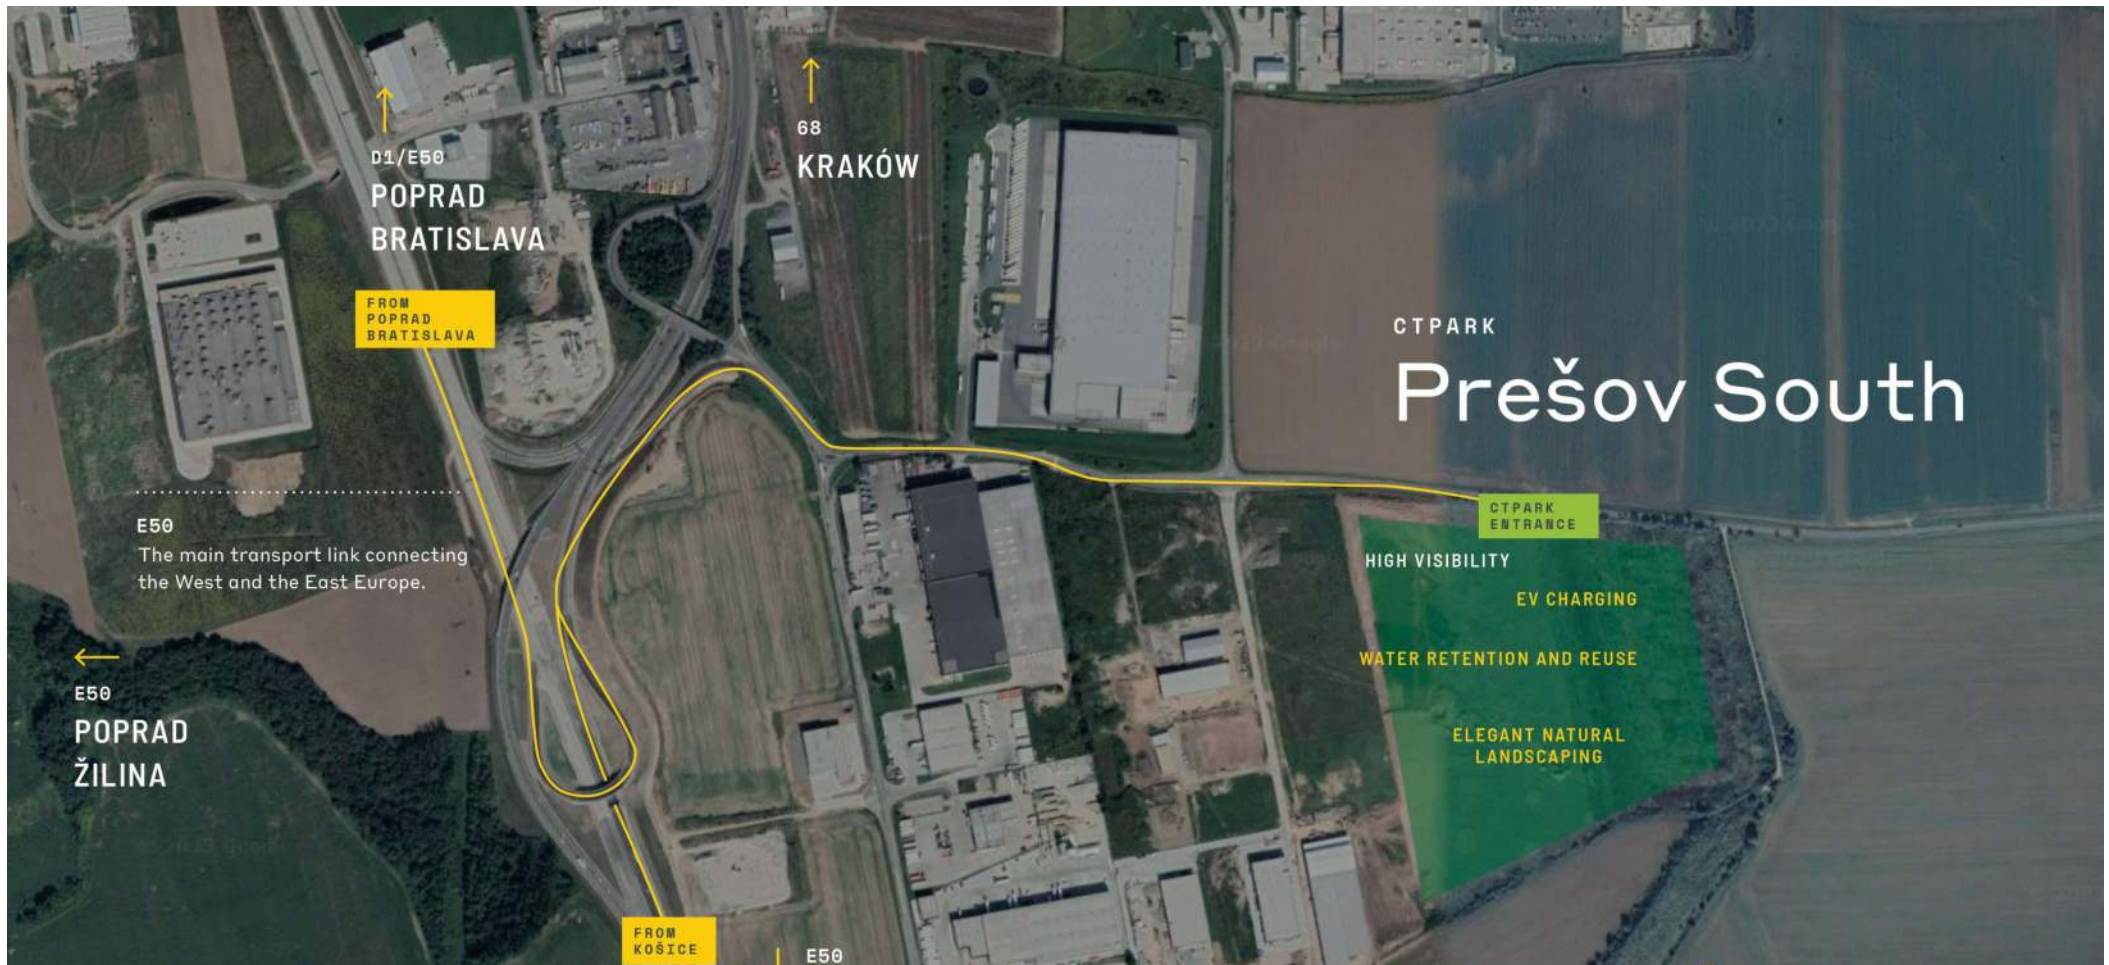 D1/E50
POPRAD
BRATISLAVA
68
KRAKÓW
FROM
POPRAD
BRATISLAVA
CTPARK
Prešov South
E50
The main transport link connecting
the West and the East Europe.
CTPARK
ENTRANCE
HIGH VISIBILITY
EV CHARGING
WATER RETENTION AND REUSE
ELEGANT NATURAL
LANDSCAPING
E50
POPRAD
ŽILINA
FROM
KOŠICE
E50